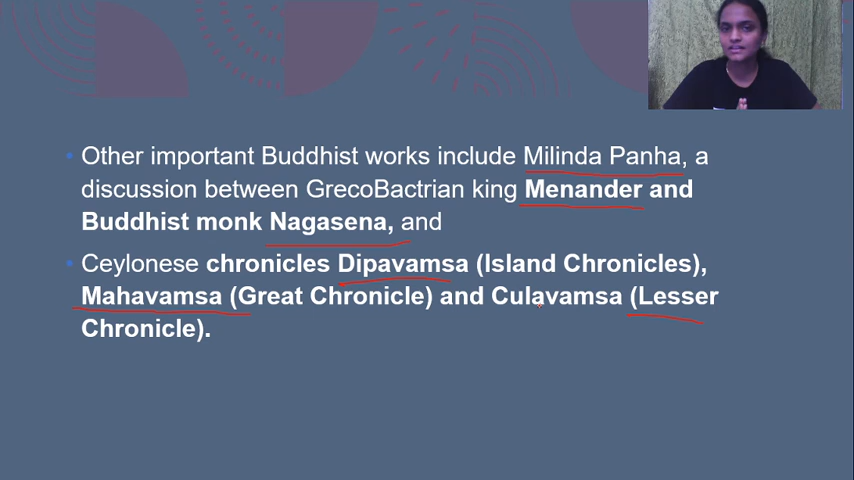 Other important Buddhist works include Milinda Panha, a
discussion between GrecoBactrian king Menander and
Buddhist monk Nagasena, and
Ceylonese chronicles Dipavamsa (Island Chronicles),
Mahavamsa (Great Chronicle) and Culavamsa (Lesser
Chronicle).